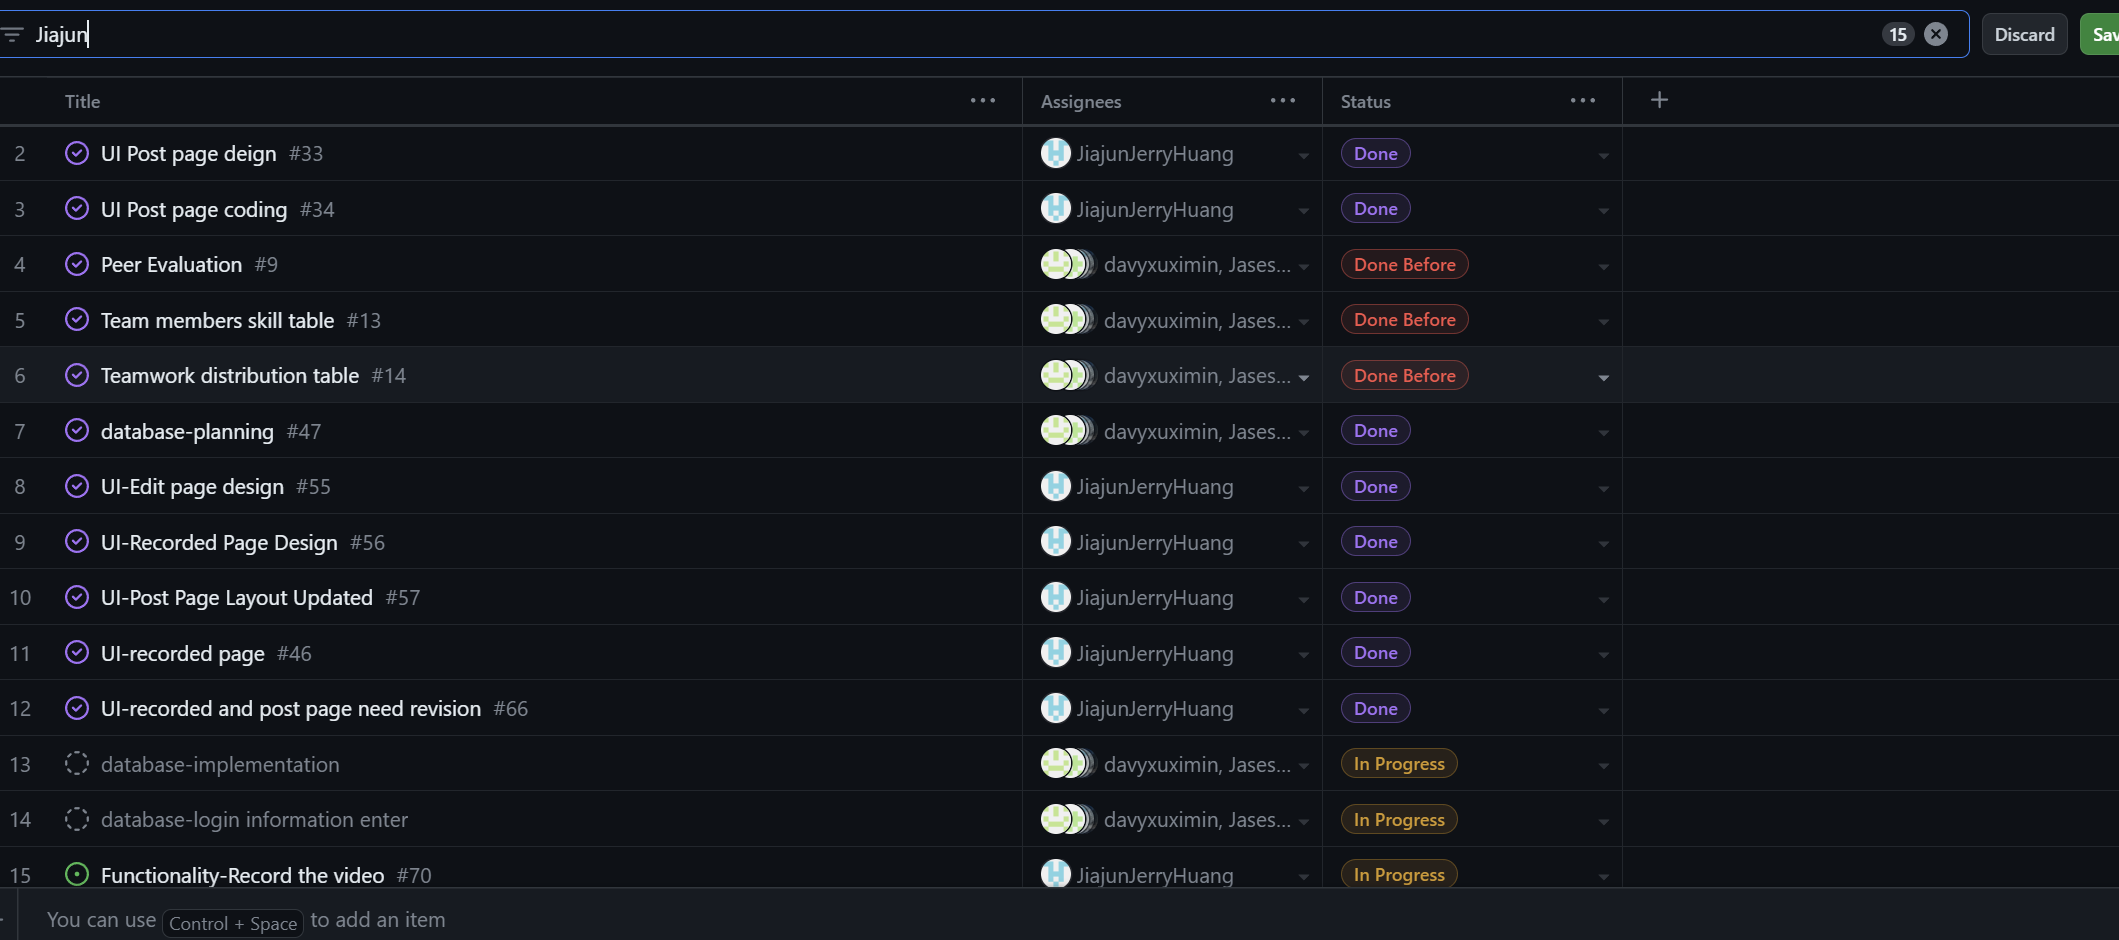 Jiajun 15 Discard Sav
Title Assignees Status
2 UI Post page deign #33 JiajunJerryHuang Done
3 UI Post page coding #34 JiajunJerryHuang Done
4 Peer Evaluation #9 davyxuximin, Jases... Done Before
5 Team members skill table #13 davyxuximin, Jases... Done Before
6 Teamwork distribution table #14 davyxuximin, Jases... Done Before
7 database-planning #47 davyxuximin, Jases... Done
8 UI-Edit page design #55 JiajunJerryHuang Done
9 UI-Recorded Page Design #56 JiajunJerryHuang Done
10 UI-Post Page Layout Updated #57 JiajunJerryHuang Done
11 UI-recorded page #46 JiajunJerryHuang Done
12 UI-recorded and post page need revision #66 JiajunJerryHuang Done
13 database-implementation davyxuximin, Jases... In Progress
14 database-login information enter davyxuximin, Jases... In Progress
15 Functionality-Record the video #70 JiajunJerryHuang In Progress
You can use Control + Space to add an item